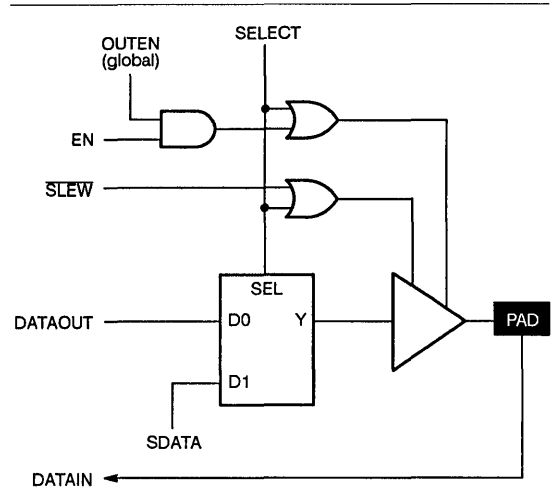 SELECT
OUTEN
(global)
EN
SLEW
SEL
DATAOUT
D0
Y
PAD
D1
SDATA
DATAIN